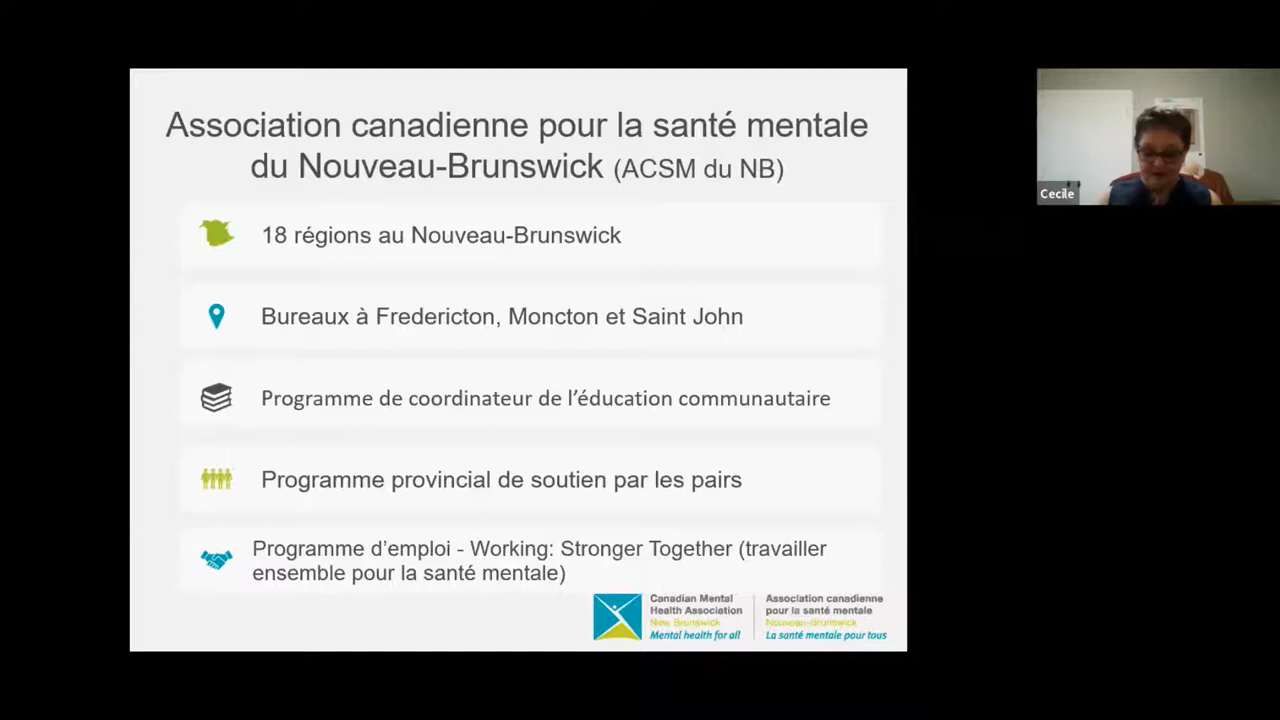 Association canadienne pour la santé mentale
du Nouveau-Brunswick (ACSM du NB)
18 régions au Nouveau-Brunswick
Bureaux à Fredericton, Moncton et Saint John
Programme de coordinateur de l’éducation communautaire
Programme provincial de soutien par les pairs
Programme d’emploi - Working: Stronger Together (travailler
ensemble pour la santé mentale)
Canadian Mental
Health Association
New Brunswick
Mental health for all
Association canadienne
pour la santé mentale
Nouveau-Brunswick
La santé mentale pour tous
Cecile